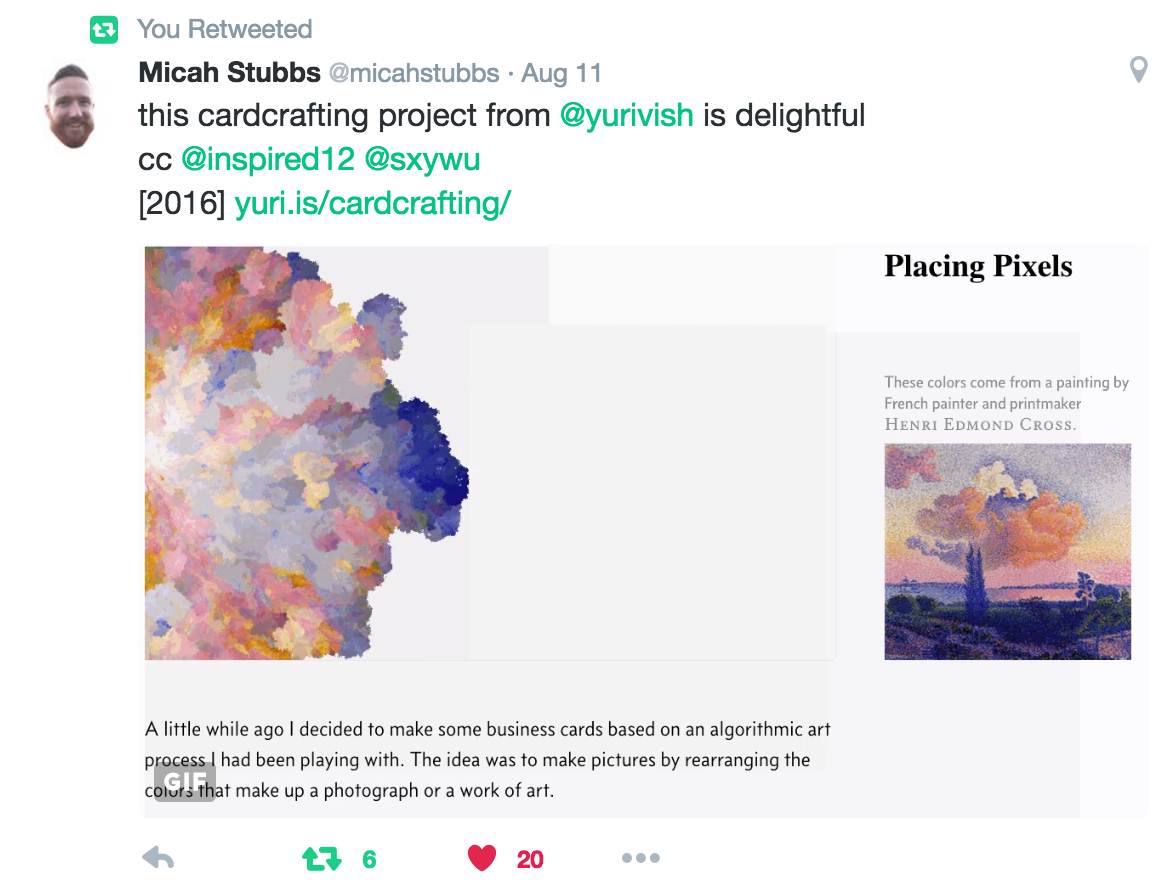 You Retweeted
Micah Stubbs @micahstubbs · Aug 11
this cardcrafting project from @yurivish is delightful
cc @inspired12 @sxywu
[2016] yuri.is/cardcrafting/
Placing Pixels
These colors come from a painting by
French painter and printmaker
HENRI EDMOND CROSS.
A little while ago I decided to make some business cards based on an algorithmic art
process I had been playing with. The idea was to make pictures by rearranging the
colors that make up a photograph or a work of art.
GIF
6 20